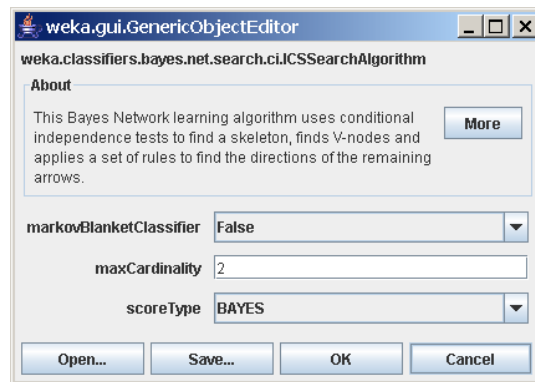 weka.gui.GenericObjectEditor
weka.classifiers.bayes.net.search.ci.ICSSearchAlgorithm
About
This Bayes Network learning algorithm uses conditional
independence tests to find a skeleton, finds V-nodes and
applies a set of rules to find the directions of the remaining
arrows.
More
markovBlanketClassifier False
maxCardinality 2
scoreType BAYES
Open... Save... OK Cancel